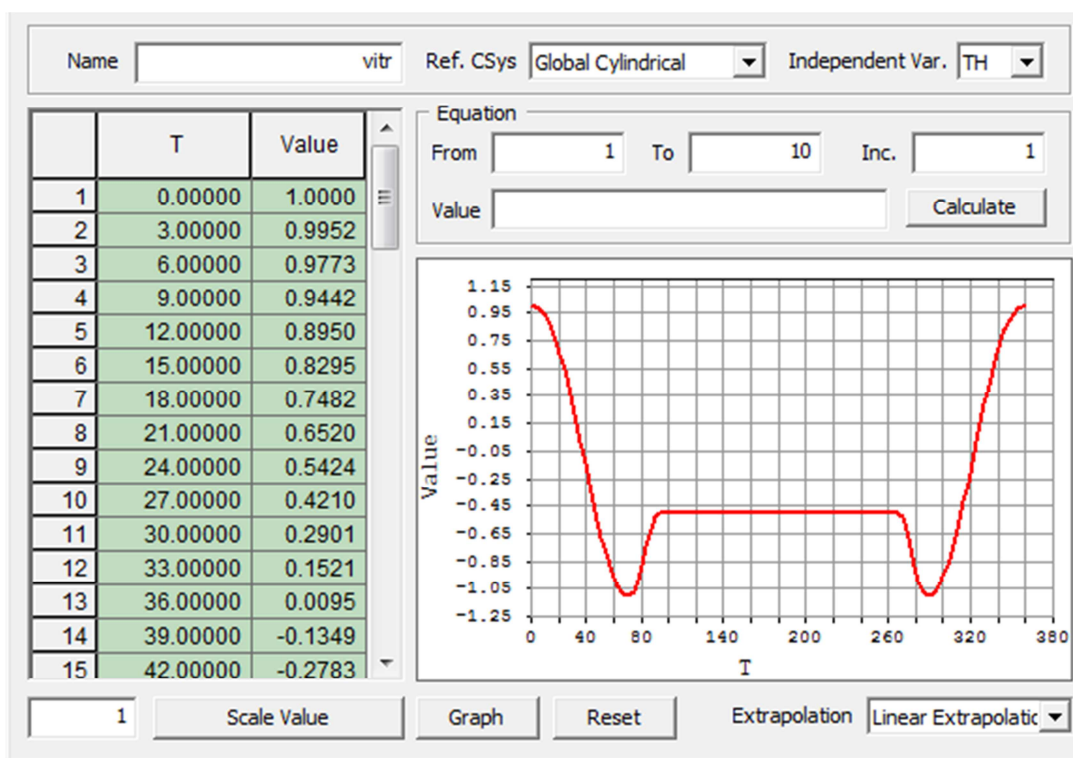 Name vitr Ref. CSys Global Cylindrical Independent Var. TH
T Value
1 0.00000 1.0000
2 3.00000 0.9952
3 6.00000 0.9773
4 9.00000 0.9442
5 12.00000 0.8950
6 15.00000 0.8295
7 18.00000 0.7482
8 21.00000 0.6520
9 24.00000 0.5424
10 27.00000 0.4210
11 30.00000 0.2901
12 33.00000 0.1521
13 36.00000 0.0095
14 39.00000 -0.1349
15 42.00000 -0.2783
Equation
From 1 To 10 Inc. 1
Value Calculate
1.15
0.95
0.75
0.55
0.35
0.15
-0.05
-0.25
-0.45
-0.65
-0.85
-1.05
-1.25
Value
0 40 80 140 200 260 320 380
T
1 Scale Value Graph Reset Extrapolation Linear Extrapolatic